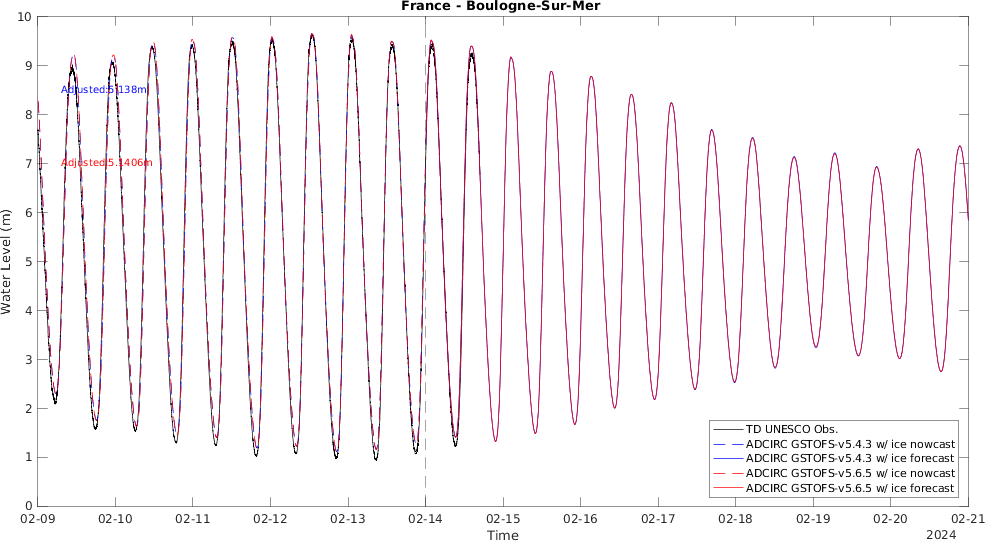 France - Boulogne-Sur-Mer
10
9
8
7
6
5
4
3
2
1
0
Water Level (m)
Adjusted:5.138m
Adjusted:5.1406m
TD UNESCO Obs.
ADCIRC GSTOFS-v5.4.3 w/ ice nowcast
ADCIRC GSTOFS-v5.4.3 w/ ice forecast
ADCIRC GSTOFS-v5.6.5 w/ ice nowcast
ADCIRC GSTOFS-v5.6.5 w/ ice forecast
02-09 02-10 02-11 02-12 02-13 02-14 02-15 02-16 02-17 02-18 02-19 02-20 02-21
Time
2024